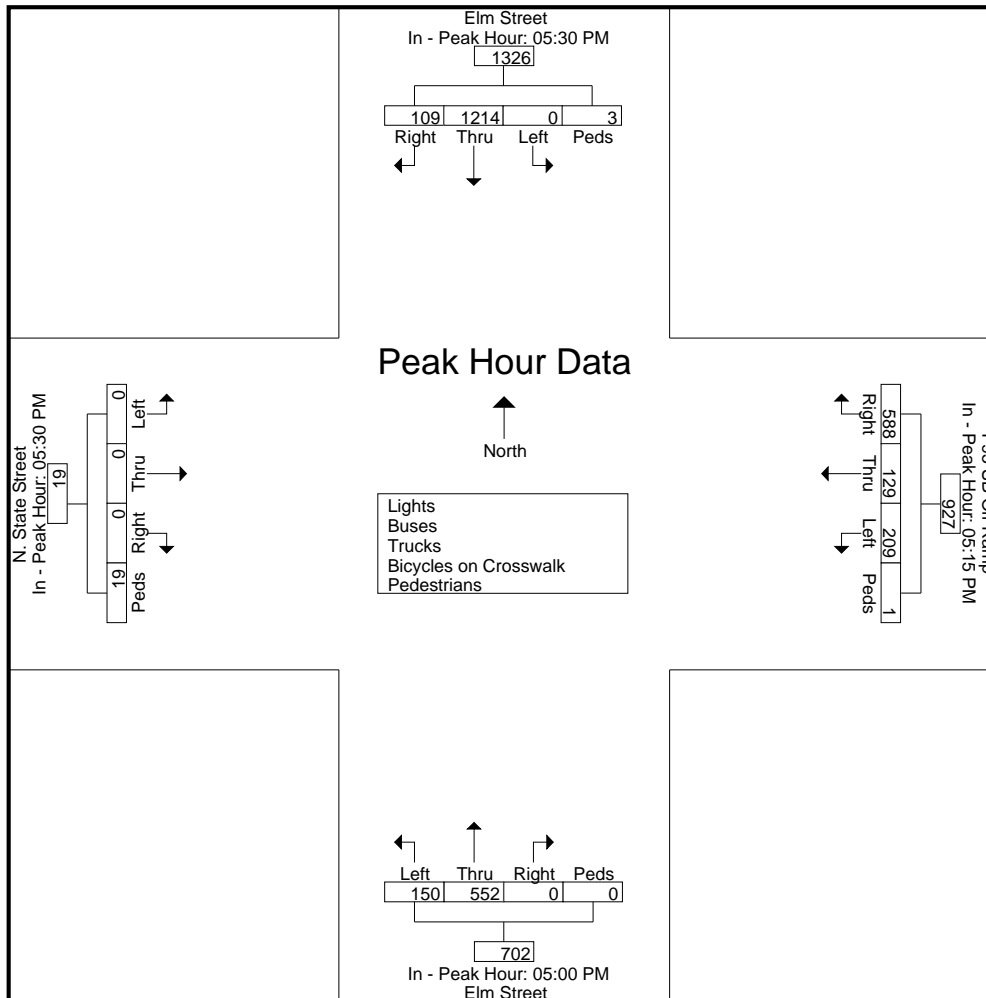 Elm Street
In - Peak Hour: 05:30 PM
1326
109 1214 0 3
Right Thru Left Peds
Peak Hour Data
North
Lights
Buses
Trucks
Bicycles on Crosswalk
Pedestrians
N. State Street
In - Peak Hour: 05:30 PM
19
0 0 0 19
Left Thru Right Peds
In - Peak Hour: 05:15 PM
927
588 129 209 1
Right Thru Left Peds
Left Thru Right Peds
150 552 0 0
702
In - Peak Hour: 05:00 PM
Elm Street